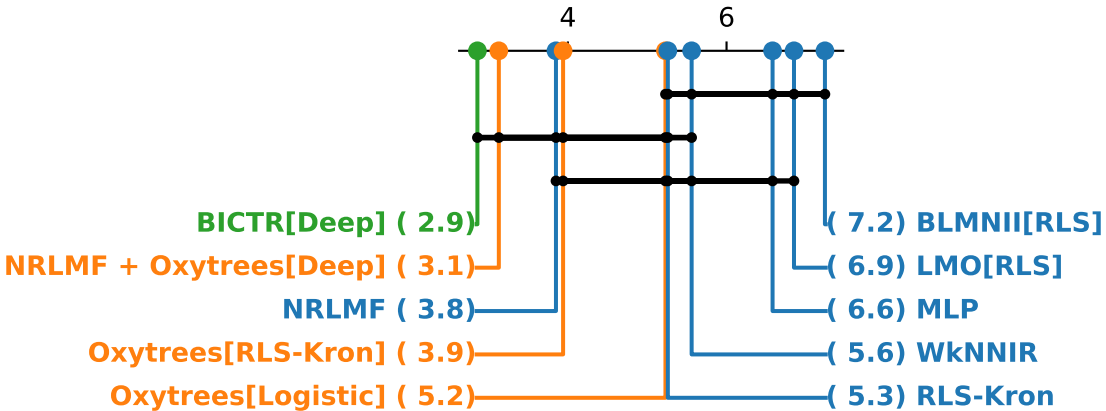 4 6
BICTR[Deep] ( 2.9) ( 7.2) BLMNII[RLS]
NRLMF + Oxytrees[Deep] ( 3.1) ( 6.9) LMO[RLS]
NRLMF ( 3.8) ( 6.6) MLP
Oxytrees[RLS-Kron] ( 3.9) ( 5.6) WkNNIR
Oxytrees[Logistic] ( 5.2) ( 5.3) RLS-Kron